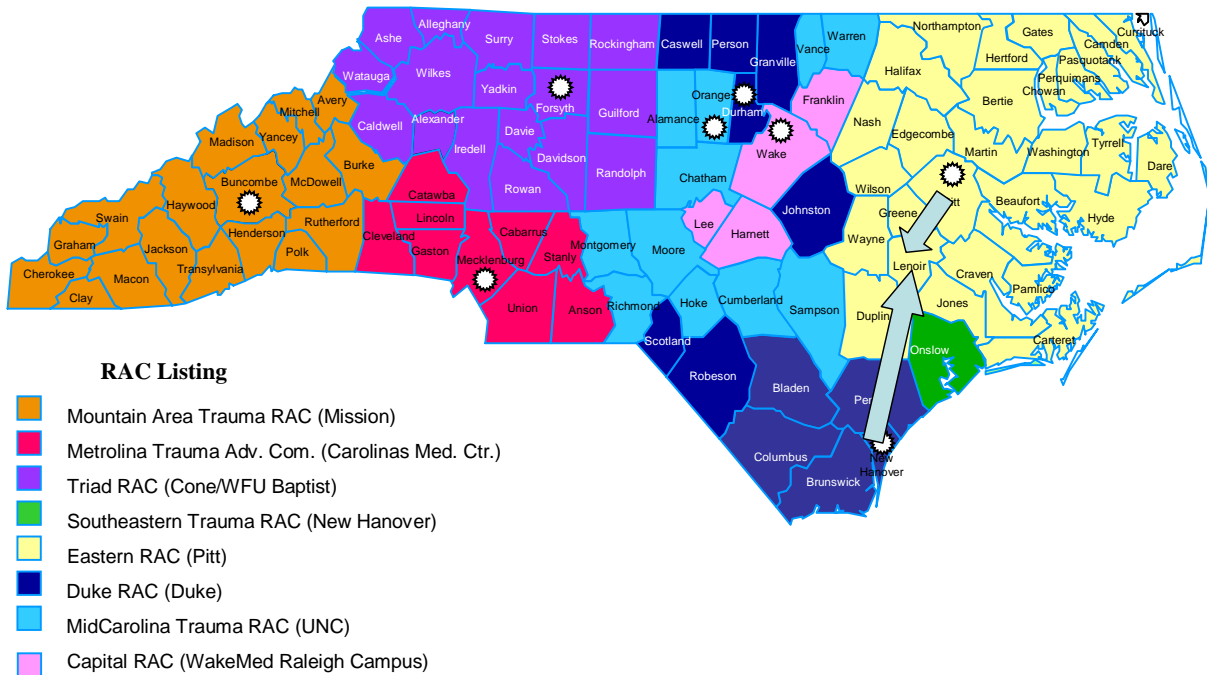 Alleghany
Northampton
Gates
Currituck
Ashe
Surry
Stokes
Rockingham
Caswell
Person
Granville
Vance
Warren
Camden
Pasquotank
Hertford
Watauga
Wilkes
Halifax
Perquimans
Chowan
Yadkin
Forsyth
Orange
Franklin
Bertie
Avery
Mitchell
Guilford
Alamance
Durham
Nash
Edgecombe
Caldwell
Alexander
Madison
Yancey
Davie
Iredell
Davidson
Wake
Martin
Washington
Tyrrell
Dare
Burke
Buncombe
McDowell
Rowan
Randolph
Chatham
Wilson
Catawba
Haywood
Rutherford
Swain
Henderson
Lincoln
Lee
Johnston
Greene
tt
Beaufort
Hyde
Graham
Jackson
Polk
Cleveland
Gaston
Cabarrus
Mecklenburg
Stanly
Montgomery
Moore
Harnett
Wayne
Lenoir
Craven
Cherokee
Macon
Transylvania
Clay
Union
Anson
Richmond
Hoke
Cumberland
Sampson
Duplin
Jones
Pamlico
Carteret
Scotland
Onslow
Robeson
Bladen
Pe
Columbus
Brunswick
New
Hanover
RAC Listing
Mountain Area Trauma RAC (Mission)
Metrolina Trauma Adv. Com. (Carolinas Med. Ctr.)
Triad RAC (Cone/WFU Baptist)
Southeastern Trauma RAC (New Hanover)
Eastern RAC (Pitt)
Duke RAC (Duke)
MidCarolina Trauma RAC (UNC)
Capital RAC (WakeMed Raleigh Campus)